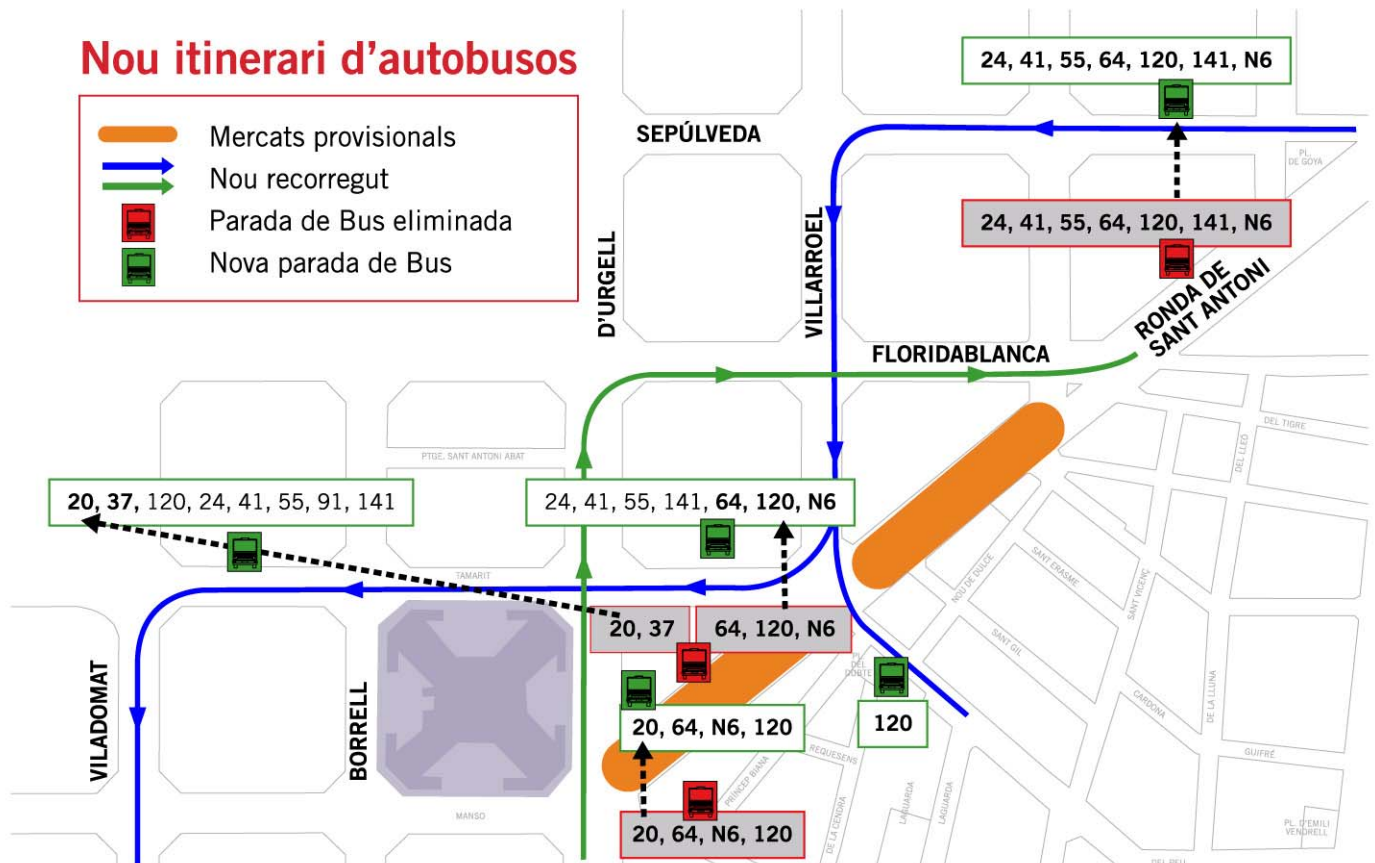 Nou itinerari d'autobusos
Mercats provisionals
Nou recorregut
Parada de Bus eliminada
Nova parada de Bus
24, 41, 55, 64, 120, 141, N6
SEPÚLVEDA
PL.
DE GOYA
24, 41, 55, 64, 120, 141, N6
RONDA DE
SANT ANTONI
D'URGELL
VILLARROEL
FLORIDABLANCA
DEL TIGRE
DEL LLEÓ
PTGE. SANT ANTONI ABAT
20, 37, 120, 24, 41, 55, 91, 141
24, 41, 55, 141, 64, 120, N6
TAMARIT
NOU DE DULCE
SANT ERASME
SANT VICENÇ
SANT GIL
20, 37
64, 120, N6
VILADOMAT
BORRELL
CARDONA
DE LA LLUNA
20, 64, N6, 120
120
REQUESENS
PRÍNCEP BIANA
GUIFRÉ
MANSO
20, 64, N6, 120
DE LA CENDRA
LAGUARDA
LAGUARDA
PL. D'EMILI
VENDRELL